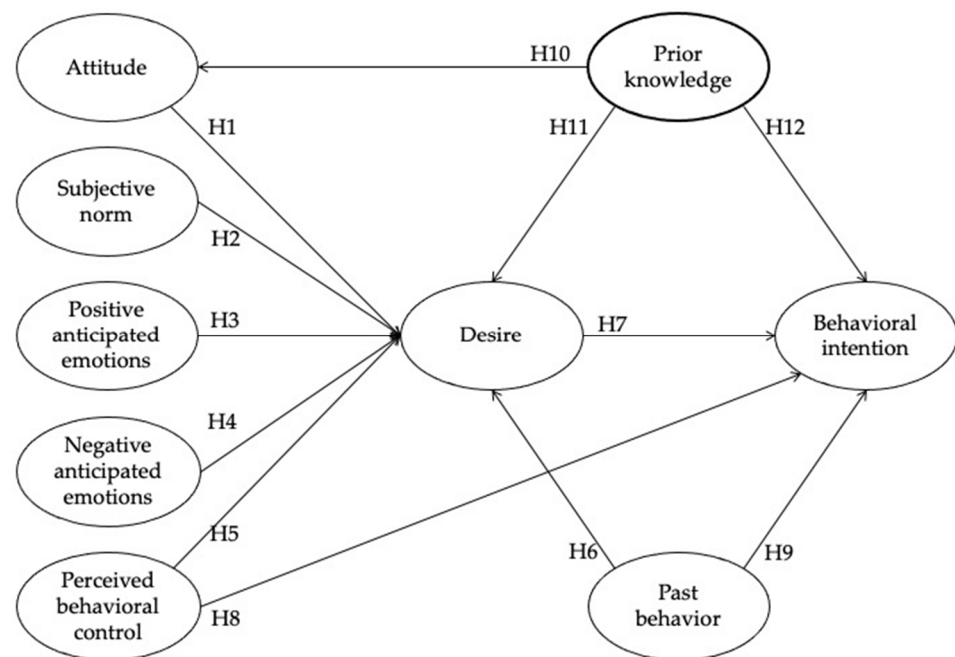 Attitude
H10
Prior
knowledge
H1
H11
H12
Subjective
norm
H2
Positive
anticipated
emotions
H3
Desire
H7
Behavioral
intention
Negative
anticipated
emotions
H4
H5
Perceived
behavioral
control
H8
H6
Past
behavior
H9